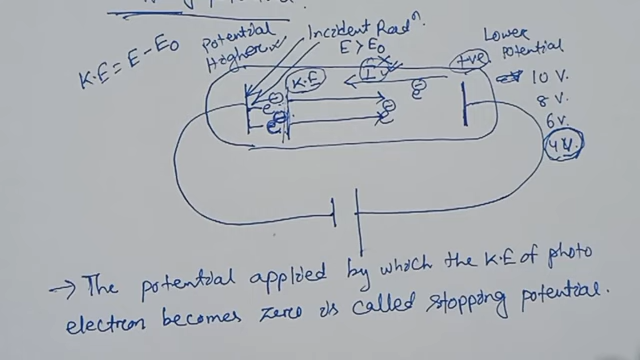 K.E = E - E₀
Potential
Higher
Incident Radⁿ.
E > E₀
Lower
Potential
K.E
I
+ve
10 V.
8 V.
6 V.
4 V.
e
e
e
e
e
→ The potential applied by which the K.E of photo
electron becomes zero is called stopping potential.